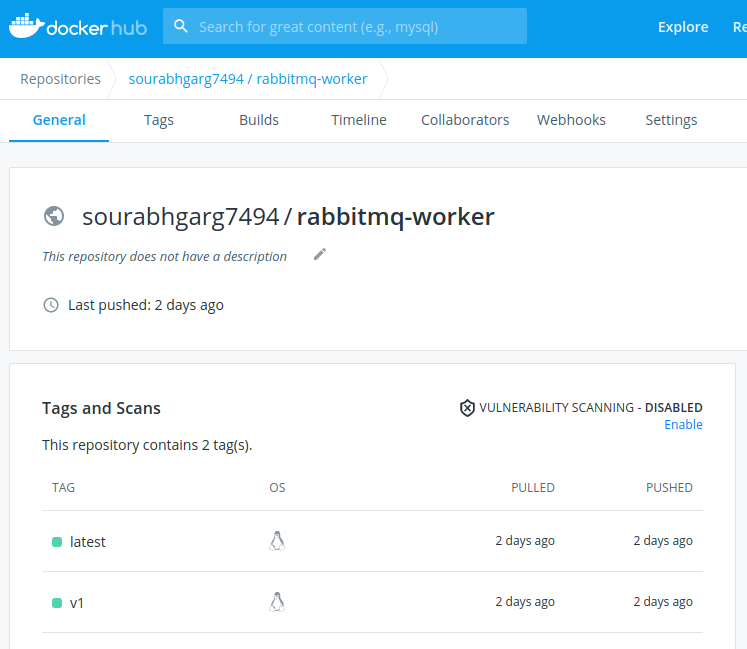 docker hub Search for great content (e.g., mysql) Explore Re
Repositories sourabhgarg7494 / rabbitmq-worker
General Tags Builds Timeline Collaborators Webhooks Settings
sourabhgarg7494 / rabbitmq-worker
This repository does not have a description
Last pushed: 2 days ago
Tags and Scans VULNERABILITY SCANNING - DISABLED
Enable
This repository contains 2 tag(s).
TAG OS PULLED PUSHED
latest 2 days ago 2 days ago
v1 2 days ago 2 days ago